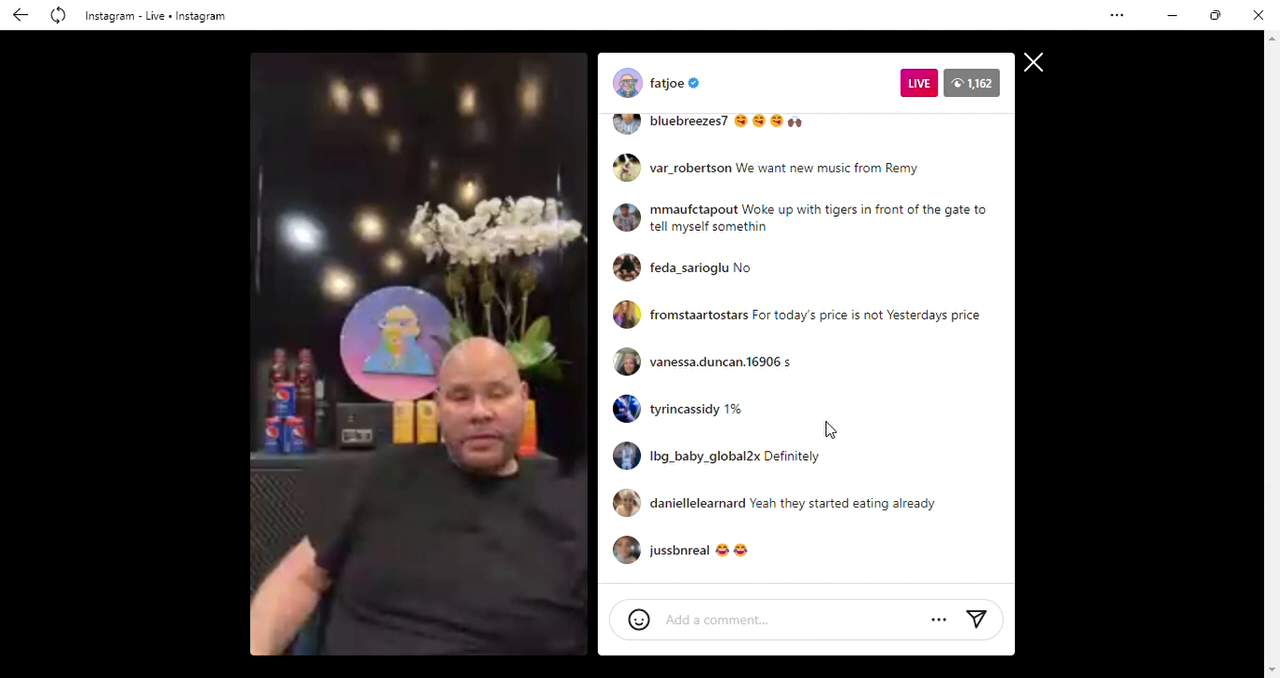 Instagram - Live • Instagram
fatjoe
LIVE
1,162
bluebreezes7 😋 😋 😋 🙌🏿
var_robertson We want new music from Remy
mmaufctapout Woke up with tigers in front of the gate to
tell myself somethin
feda_sarioglu No
fromstaartostars For today's price is not Yesterdays price
vanessa.duncan.16906 s
tyrincassidy 1%
lbg_baby_global2x Definitely
daniellelearnard Yeah they started eating already
jussbnreal 😂 😂
Add a comment...